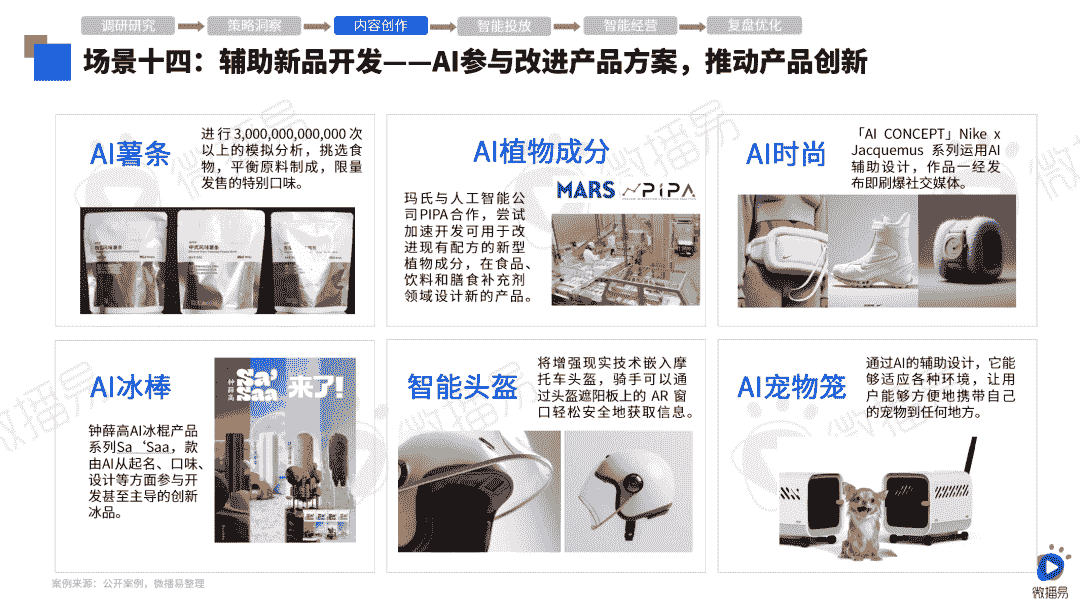 调研研究
策略洞察
内容创作
智能投放
智能经营
复盘优化
场景十四：辅助新品开发——AI参与改进产品方案，推动产品创新
AI薯条
进行3,000,000,000,000次
以上的模拟分析，挑选食
物，平衡原料制成，限量
发售的特别口味。
AI植物成分
玛氏与人工智能公
司PIPA合作，尝试
加速开发可用于改
进现有配方的新型
植物成分，在食品、
饮料和膳食补充剂
领域设计新的产品。
MARS
PIPA
AI时尚
「AI CONCEPT」Nike x
Jacquemus 系列运用AI
辅助设计，作品一经发
布即刷爆社交媒体。
AI冰棒
钟薛高AI冰棍产品
系列Sa‘Saa，款
由AI从起名、口味、
设计等方面参与开
发甚至主导的创新
冰品。
钟薛高
Sa'
Saa
来了!
智能头盔
将增强现实技术嵌入摩
托车头盔，骑手可以通
过头盔遮阳板上的 AR 窗
口轻松安全地获取信息。
AI宠物笼
通过AI的辅助设计，它能
够适应各种环境，让用
户能够方便地携带自己
的宠物到任何地方。
案例来源：公开案例，微播易整理
微播易